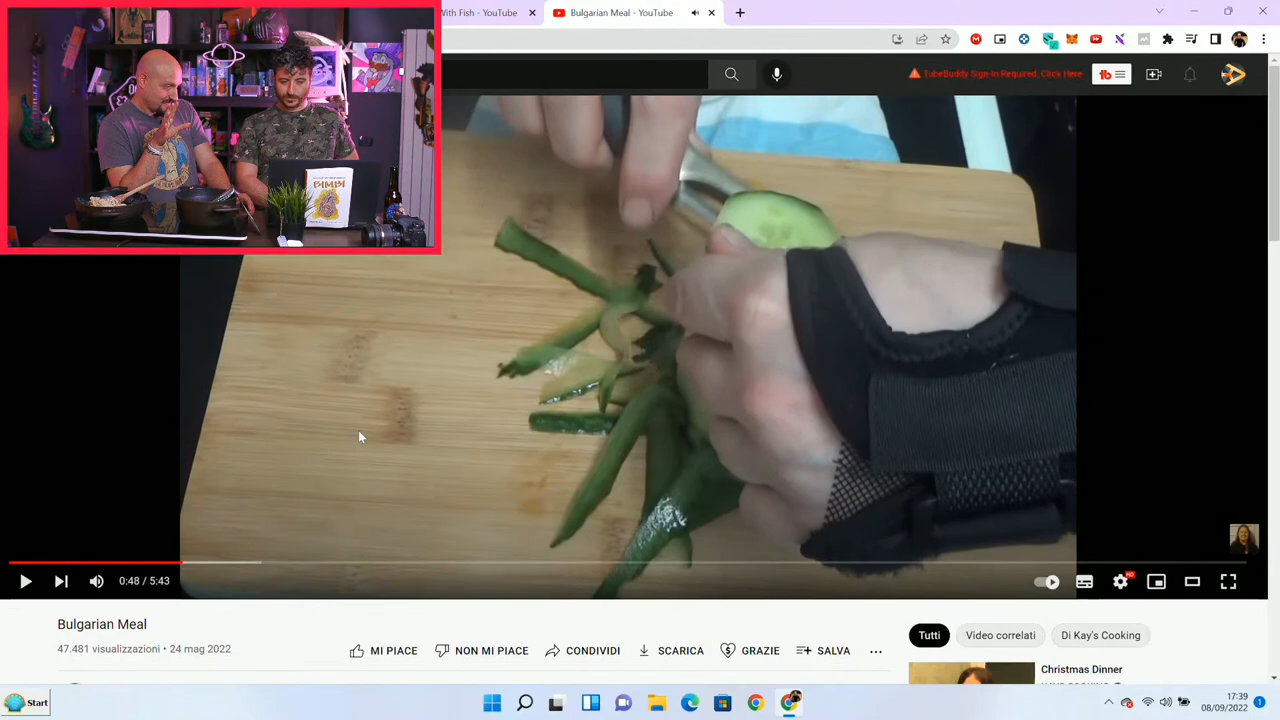 With Fish - YouTube
Bulgarian Meal - YouTube
TubeBuddy Sign-In Required, Click Here
tb
BIMBI
0:48 / 5:43
HD
Bulgarian Meal
47.481 visualizzazioni • 24 mag 2022
MI PIACE
NON MI PIACE
CONDIVIDI
SCARICA
GRAZIE
SALVA
Tutti
Video correlati
Di Kay's Cooking
Christmas Dinner
Start
17:39
08/09/2022